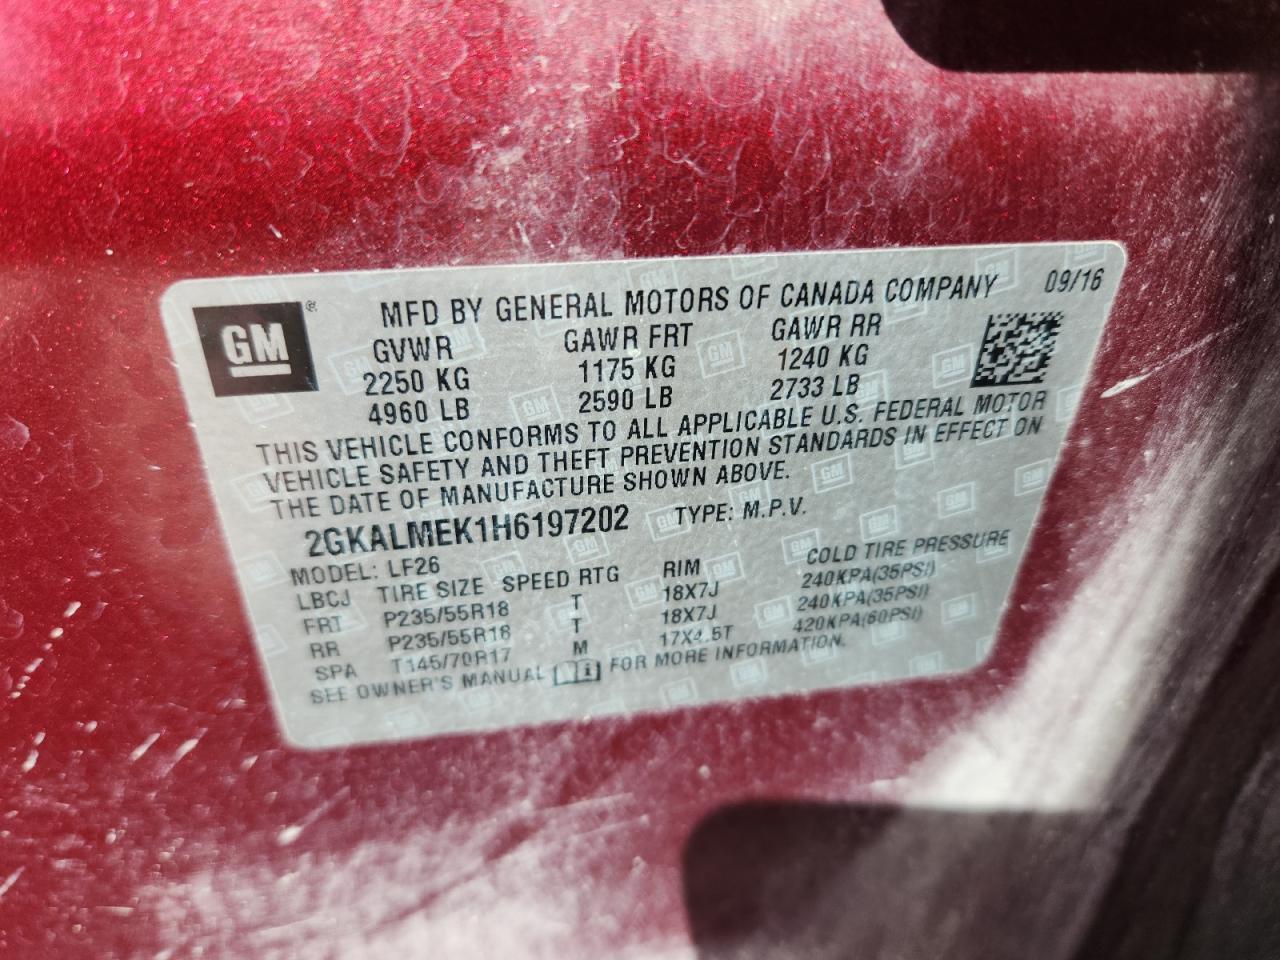 GM ® MFD BY GENERAL MOTORS OF CANADA COMPANY 09/16
GVWR GAWR FRT GAWR RR
2250 KG 1175 KG 1240 KG
4960 LB 2590 LB 2733 LB
THIS VEHICLE CONFORMS TO ALL APPLICABLE U.S. FEDERAL MOTOR
VEHICLE SAFETY AND THEFT PREVENTION STANDARDS IN EFFECT ON
THE DATE OF MANUFACTURE SHOWN ABOVE.
2GKALMEK1H6197202 TYPE: M.P.V.
MODEL: LF26
LBCJ TIRE SIZE SPEED RTG RIM COLD TIRE PRESSURE
FRT P235/55R18 T 18X7J 240KPA(35PSI)
RR P235/55R18 T 18X7J 240KPA(35PSI)
SPA T145/70R17 M 17X4.5T 420KPA(60PSI)
SEE OWNER'S MANUAL FOR MORE INFORMATION.